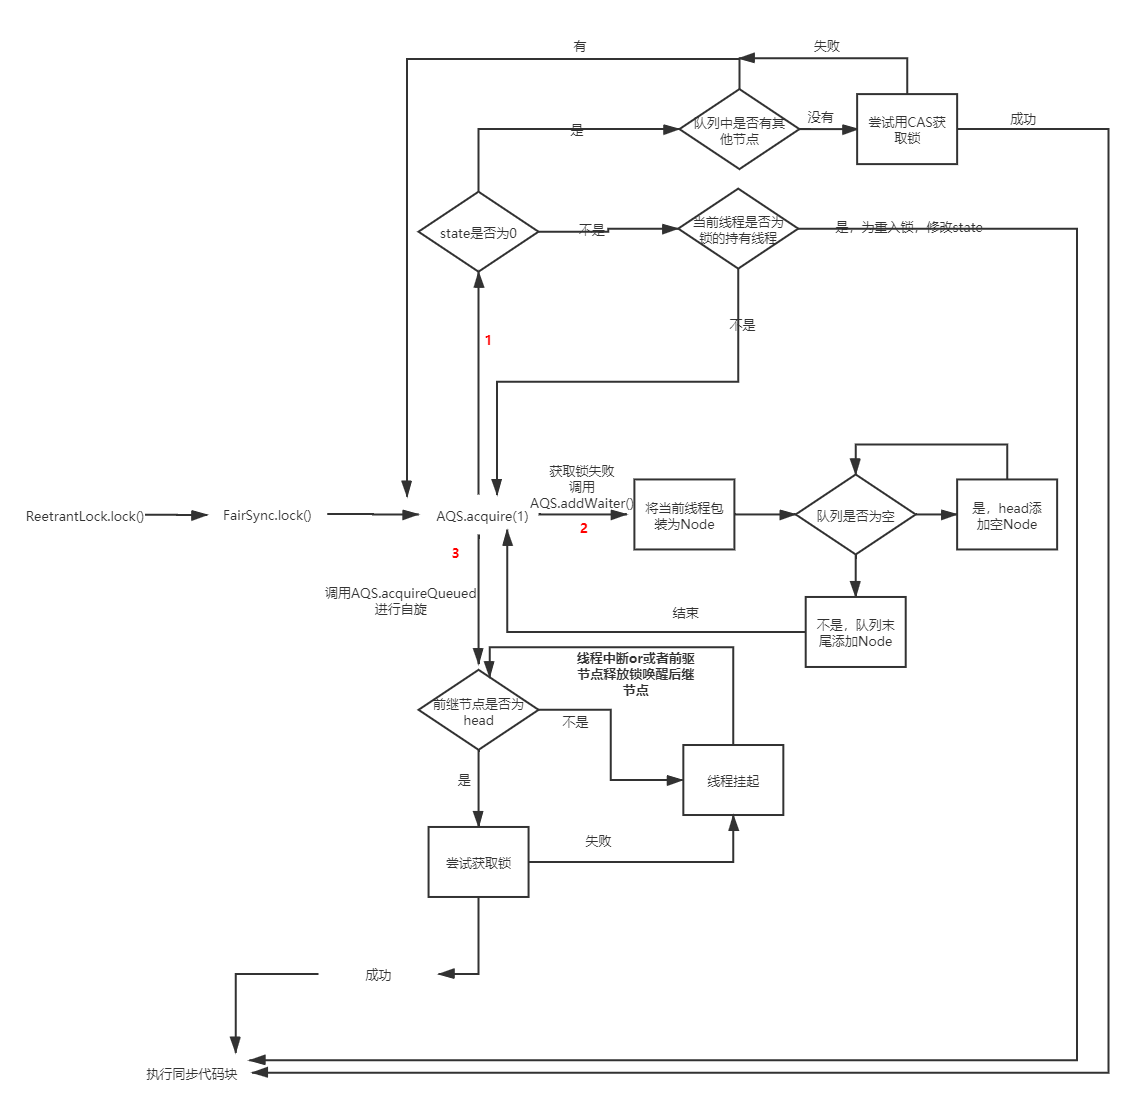 有
失败
队列中是否有其
他节点
没有
尝试用CAS获
取锁
成功
是
state是否为0
不是
当前线程是否为
锁的持有线程
是，为重入锁，修改state
不是
1
ReetrantLock.lock()
FairSync.lock()
AQS.acquire(1)
获取锁失败
调用
AQS.addWaiter()
2
将当前线程包
装为Node
队列是否为空
是，head添
加空Node
3
调用AQS.acquireQueued
进行自旋
结束
不是，队列末
尾添加Node
线程中断or或者前驱
节点释放锁唤醒后继
节点
前继节点是否为
head
不是
线程挂起
是
尝试获取锁
失败
成功
执行同步代码块